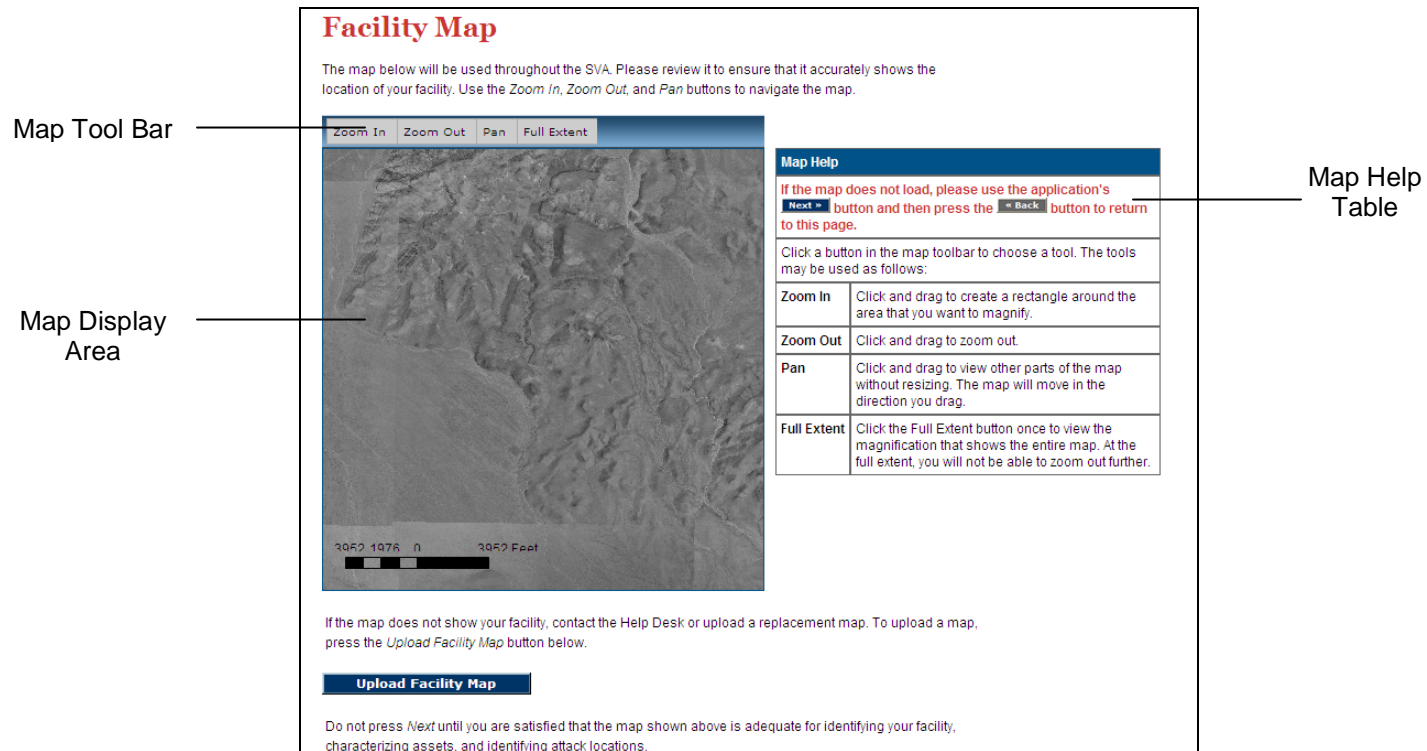 Facility Map
The map below will be used throughout the SVA. Please review it to ensure that it accurately shows the
location of your facility. Use the Zoom In, Zoom Out, and Pan buttons to navigate the map.
Map Tool Bar
Zoom In Zoom Out Pan Full Extent
Map Display
Area
3952 1976 0 3952 Feet
Map Help
If the map does not load, please use the application's
Next » button and then press the « Back button to return
to this page.
Click a button in the map toolbar to choose a tool. The tools
may be used as follows:
Zoom In Click and drag to create a rectangle around the
area that you want to magnify.
Zoom Out Click and drag to zoom out.
Pan Click and drag to view other parts of the map
without resizing. The map will move in the
direction you drag.
Full Extent Click the Full Extent button once to view the
magnification that shows the entire map. At the
full extent, you will not be able to zoom out further.
Map Help
Table
If the map does not show your facility, contact the Help Desk or upload a replacement map. To upload a map,
press the Upload Facility Map button below.
Upload Facility Map
Do not press Next until you are satisfied that the map shown above is adequate for identifying your facility,
characterizing assets, and identifying attack locations.